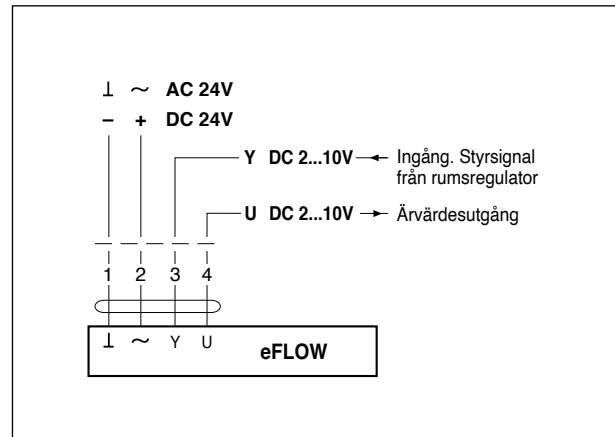 ⊥ ~ AC 24V
– + DC 24V
Y DC 2...10V Ingång. Styrsignal
från rumsregulator
U DC 2...10V Ärvärdesutgång
1 2 3 4
⊥ ~ Y U eFLOW